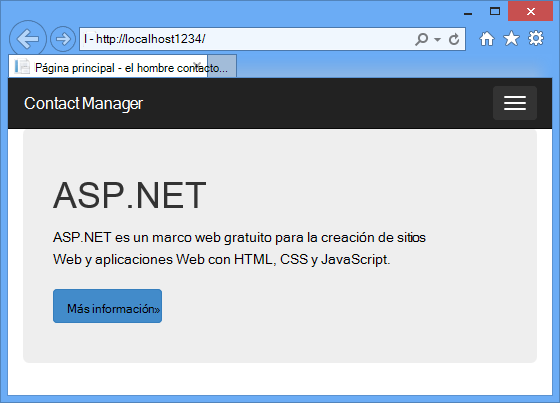 I - http://localhost1234/
Página principal - el hombre contacto...
Contact Manager
ASP.NET
ASP.NET es un marco web gratuito para la creación de sitios
Web y aplicaciones Web con HTML, CSS y JavaScript.
Más información»